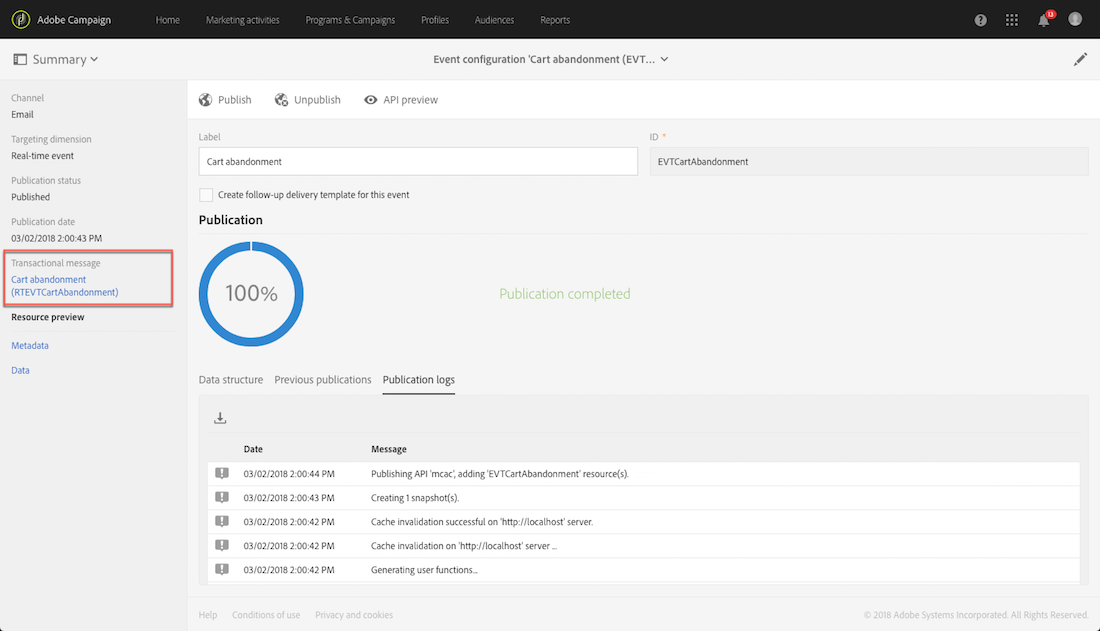 Adobe Campaign
Home
Marketing activities
Programs & Campaigns
Profiles
Audiences
Reports
?
13
Summary
Event configuration 'Cart abandonment (EVT...
Channel
Email
Targeting dimension
Real-time event
Publication status
Published
Publication date
03/02/2018 2:00:43 PM
Transactional message
Cart abandonment
(RTEVTCartAbandonment)
Resource preview
Metadata
Data
Publish
Unpublish
API preview
Label
ID *
Cart abandonment
EVTCartAbandonment
Create follow-up delivery template for this event
Publication
100%
Publication completed
Data structure
Previous publications
Publication logs
Date
Message
03/02/2018 2:00:44 PM
Publishing API 'mcac', adding 'EVTCartAbandonment' resource(s).
03/02/2018 2:00:43 PM
Creating 1 snapshot(s).
03/02/2018 2:00:42 PM
Cache invalidation successful on 'http://localhost' server.
03/02/2018 2:00:42 PM
Cache invalidation on 'http://localhost' server ...
03/02/2018 2:00:42 PM
Generating user functions...
Help
Conditions of use
Privacy and cookies
© 2018 Adobe Systems Incorporated. All Rights Reserved.